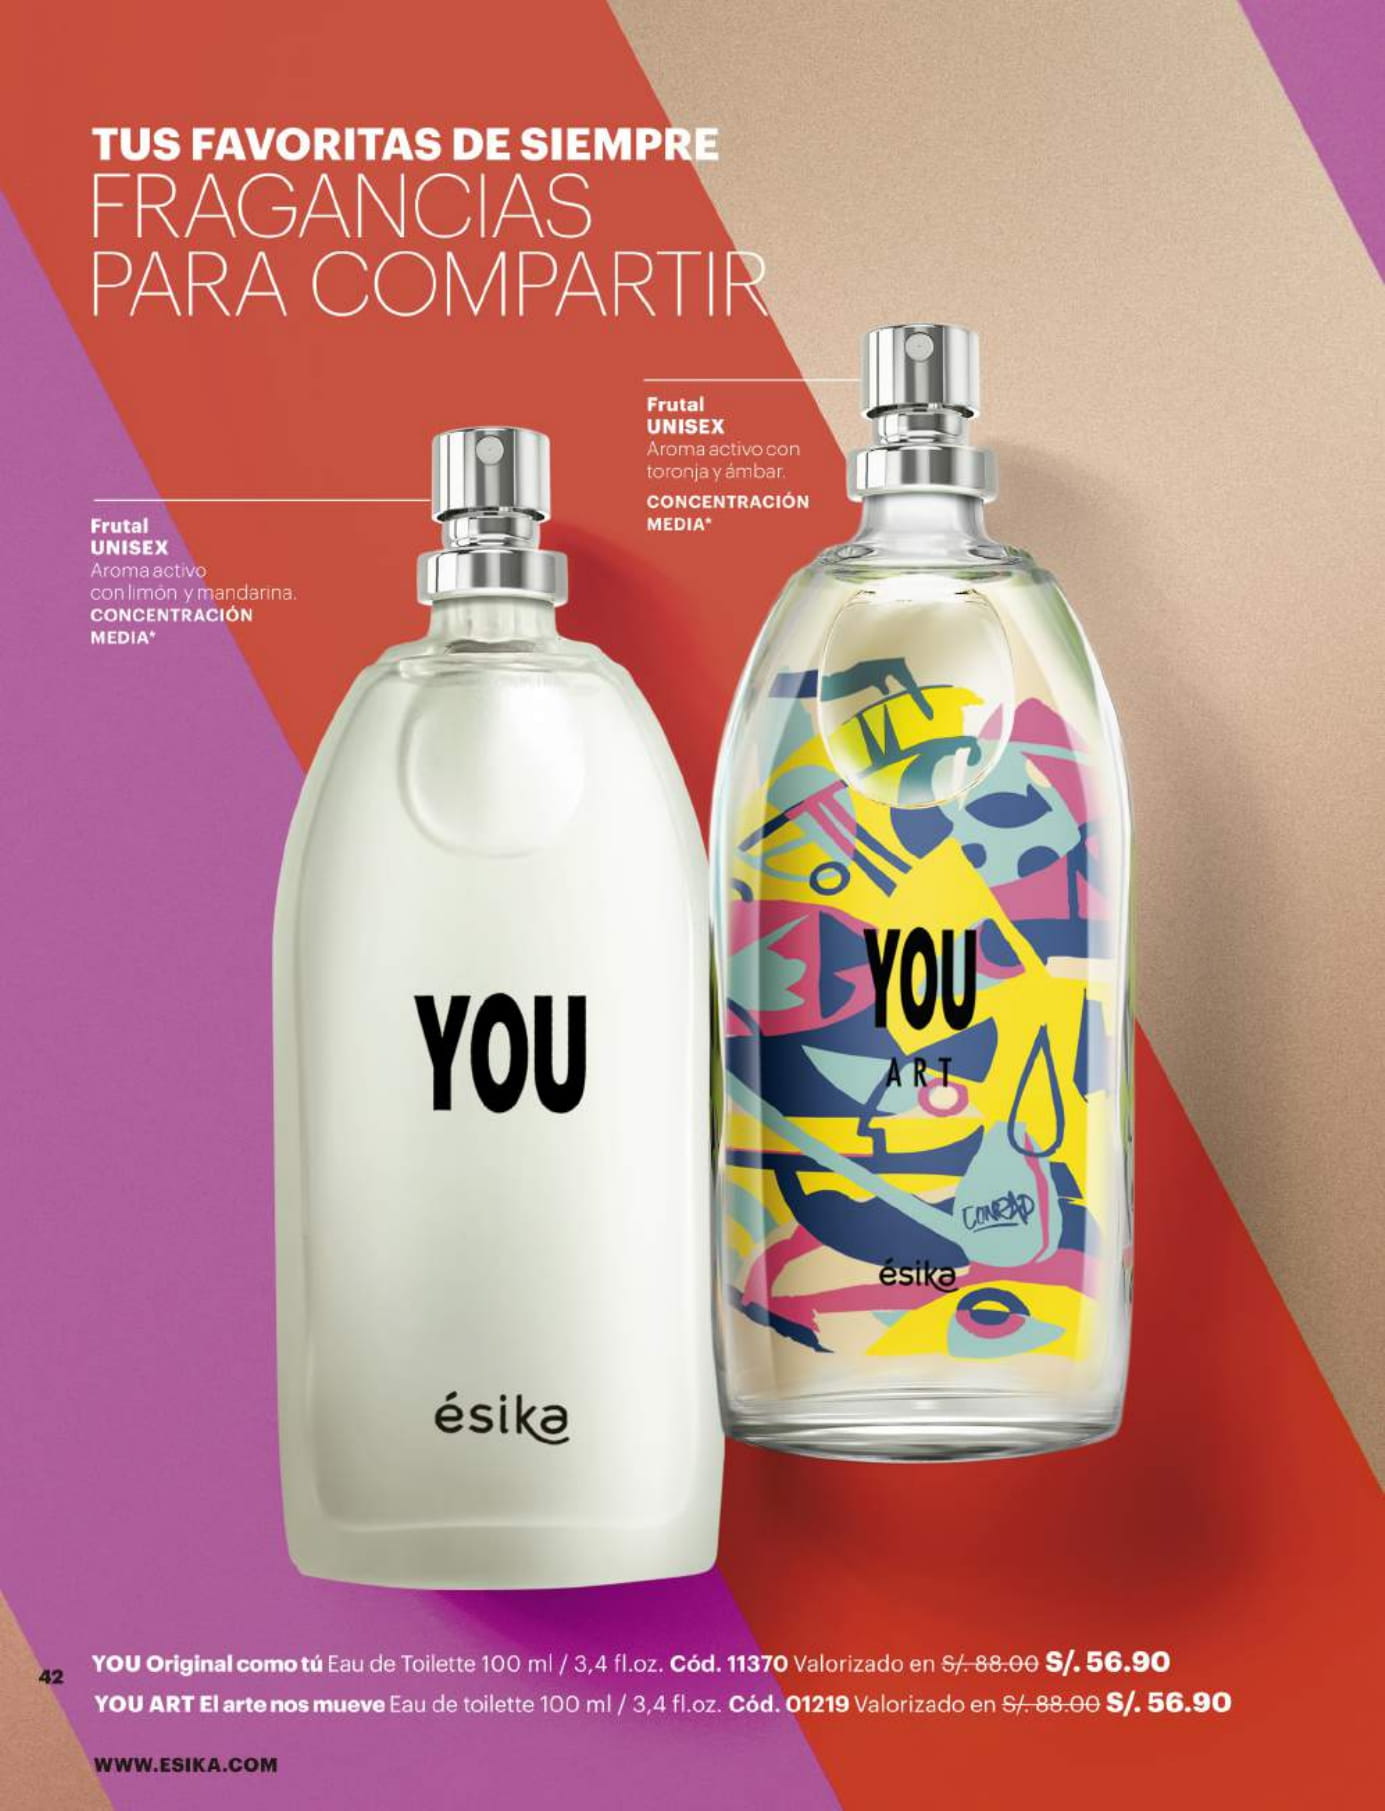 TUS FAVORITAS DE SIEMPRE
FRAGANCIAS
PARA COMPARTIR
Frutal
UNISEX
Aroma activo con
toronja y ámbar.
CONCENTRACIÓN
MEDIA*
Frutal
UNISEX
Aroma activo
con limón y mandarina.
CONCENTRACIÓN
MEDIA*
YOU
ésika
YOU
ART
CONRAD
ésika
42
YOU Original como tú Eau de Toilette 100 ml / 3,4 fl.oz. Cód. 11370 Valorizado en S/. 88.00 S/. 56.90
YOU ART El arte nos mueve Eau de toilette 100 ml / 3,4 fl.oz. Cód. 01219 Valorizado en S/. 88.00 S/. 56.90
WWW.ESIKA.COM